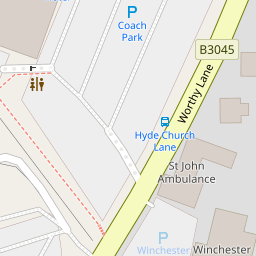 P
Coach
Park
B3045
Worthy Lane
Hyde Church
Lane
St John
Ambulance
P
Winchester
Winchester